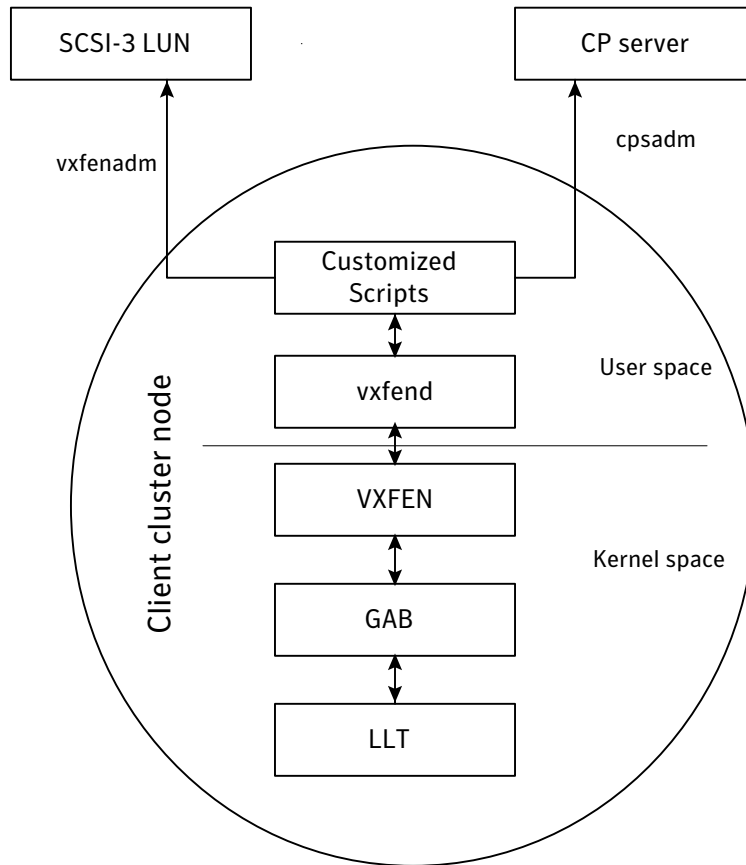 SCSI-3 LUN
CP server
vxfenadm
cpsadm
Customized
Scripts
User space
vxfend
Client cluster node
VXFEN
Kernel space
GAB
LLT